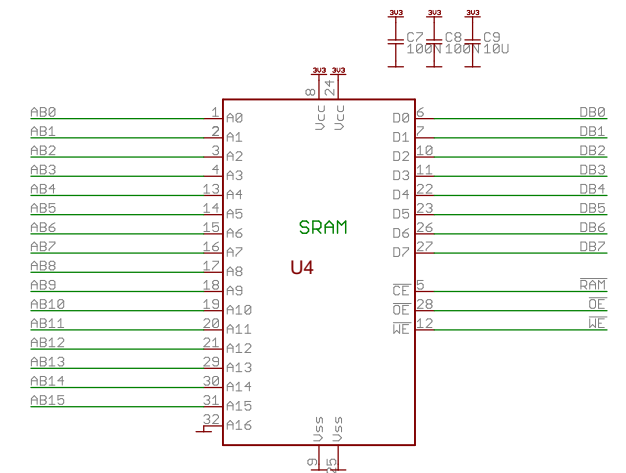 3V3 3V3 3V3
C7 C8 C9
100N 100N 10U
3V3 3V3
8 24
Vcc Vcc
AB0 1 A0 D0 6 DB0
AB1 2 A1 D1 7 DB1
AB2 3 A2 D2 10 DB2
AB3 4 A3 D3 11 DB3
AB4 13 A4 D4 22 DB4
AB5 14 A5 D5 23 DB5
AB6 15 A6 D6 26 DB6
AB7 16 A7 D7 27 DB7
SRAM
U4
AB8 17 A8
AB9 18 A9 CE 5 RAM
AB10 19 A10 OE 28 OE
AB11 20 A11 WE 12 WE
AB12 21 A12
AB13 29 A13
AB14 30 A14
AB15 31 A15
32 A16
Vss Vss
9 25